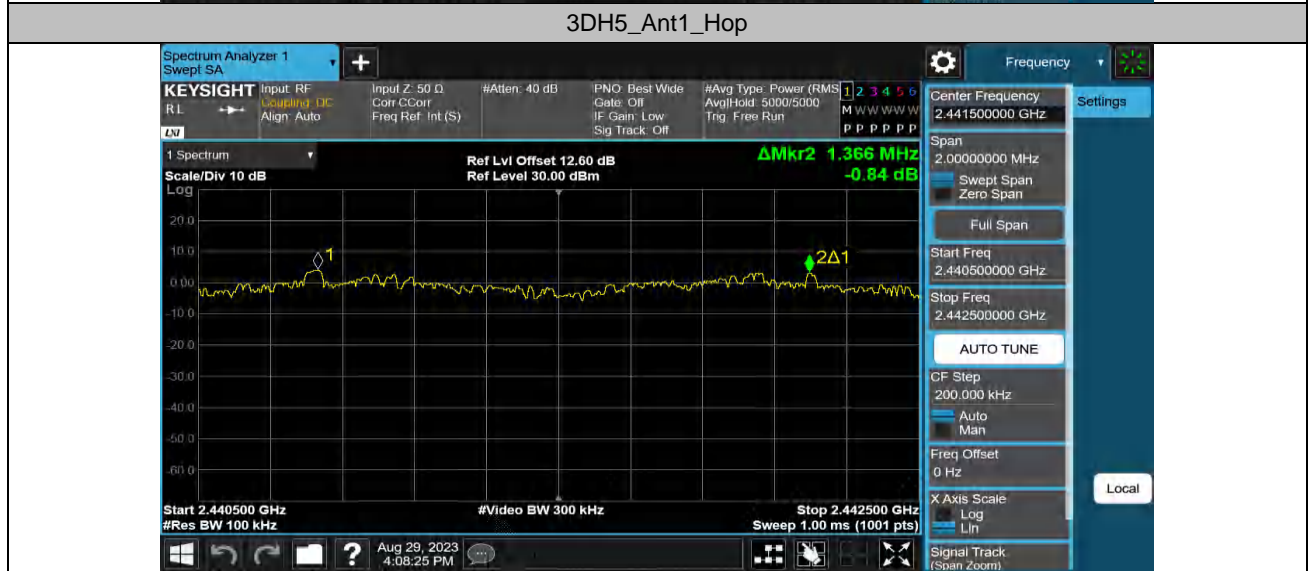 3DH5_Ant1_Hop
Spectrum Analyzer 1
Swept SA
+
Frequency
KEYSIGHT
RL
LXI
Input: RF
Coupling: DC
Align: Auto
Input Z: 50 Ω
Corr CCorr
Freq Ref: Int (S)
#Atten: 40 dB
PNO: Best Wide
Gate: Off
IF Gain: Low
Sig Track: Off
#Avg Type: Power (RMS
Avg|Hold: 5000/5000
Trig: Free Run
1 2 3 4 5 6
M W W W W W
P P P P P P
Center Frequency
2.441500000 GHz
Settings
Span
2.00000000 MHz
Swept Span
Zero Span
Full Span
Start Freq
2.440500000 GHz
Stop Freq
2.442500000 GHz
AUTO TUNE
CF Step
200.000 kHz
Auto
Man
Freq Offset
0 Hz
X Axis Scale
Log
Lin
Signal Track
(Span Zoom)
Local
1 Spectrum
Scale/Div 10 dB
Log
Ref Lvl Offset 12.60 dB
Ref Level 30.00 dBm
ΔMkr2 1.366 MHz
-0.84 dB
20.0
10.0
0.00
-10.0
-20.0
-30.0
-40.0
-50.0
-60.0
1
2Δ1
Start 2.440500 GHz
#Res BW 100 kHz
#Video BW 300 kHz
Stop 2.442500 GHz
Sweep 1.00 ms (1001 pts)
?
Aug 29, 2023
4:08:25 PM